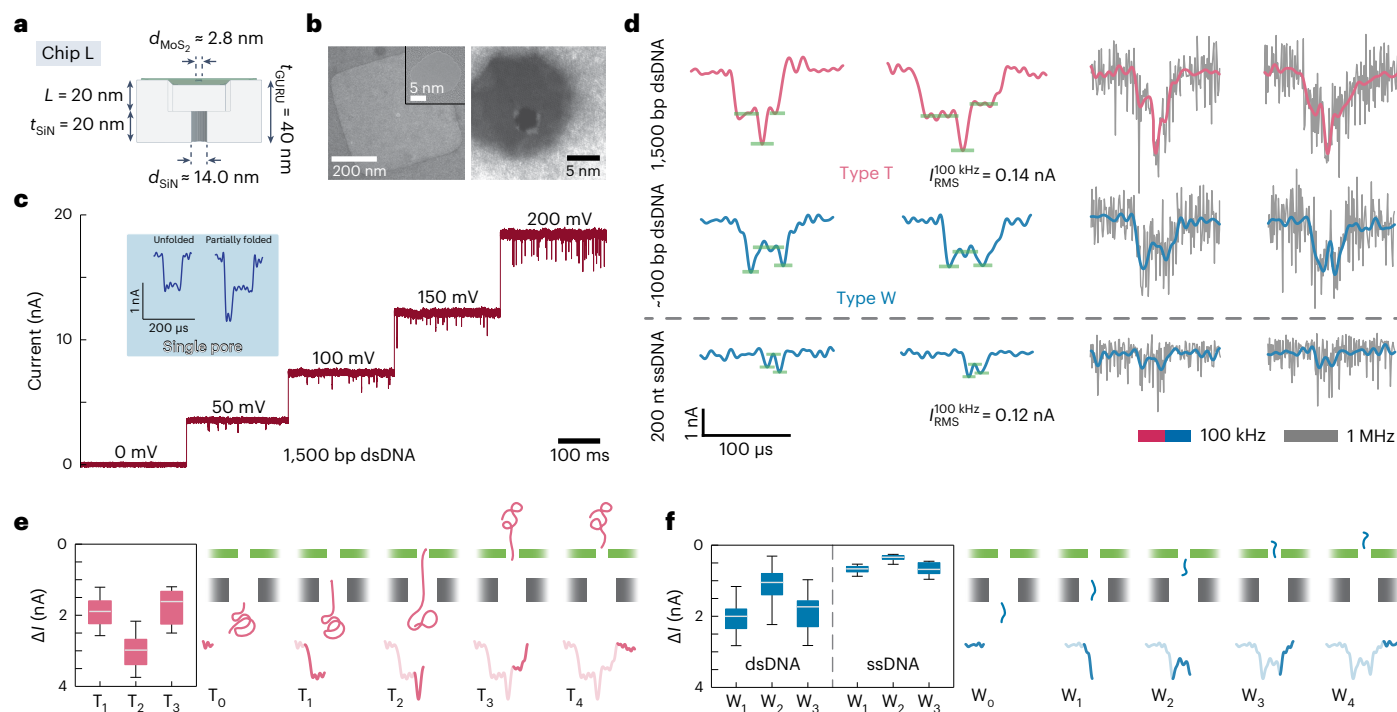 a
Chip L
d_MoS₂ ≈ 2.8 nm
L = 20 nm
t_SiN = 20 nm
t_GURU = 40 nm
d_SiN ≈ 14.0 nm
b
5 nm
200 nm
5 nm
c
Current (nA)
20
10
0
Unfolded
Partially folded
1 nA
200 µs
Single pore
0 mV
50 mV
100 mV
150 mV
200 mV
1,500 bp dsDNA
100 ms
d
1,500 bp dsDNA
Type T
I_RMS^100 kHz = 0.14 nA
~100 bp dsDNA
Type W
200 nt ssDNA
I_RMS^100 kHz = 0.12 nA
1 nA
100 µs
100 kHz
1 MHz
e
ΔI (nA)
0
2
4
T₁ T₂ T₃
T₀ T₁ T₂ T₃ T₄
f
ΔI (nA)
0
2
4
dsDNA ssDNA
W₁ W₂ W₃ W₁ W₂ W₃
W₀ W₁ W₂ W₃ W₄